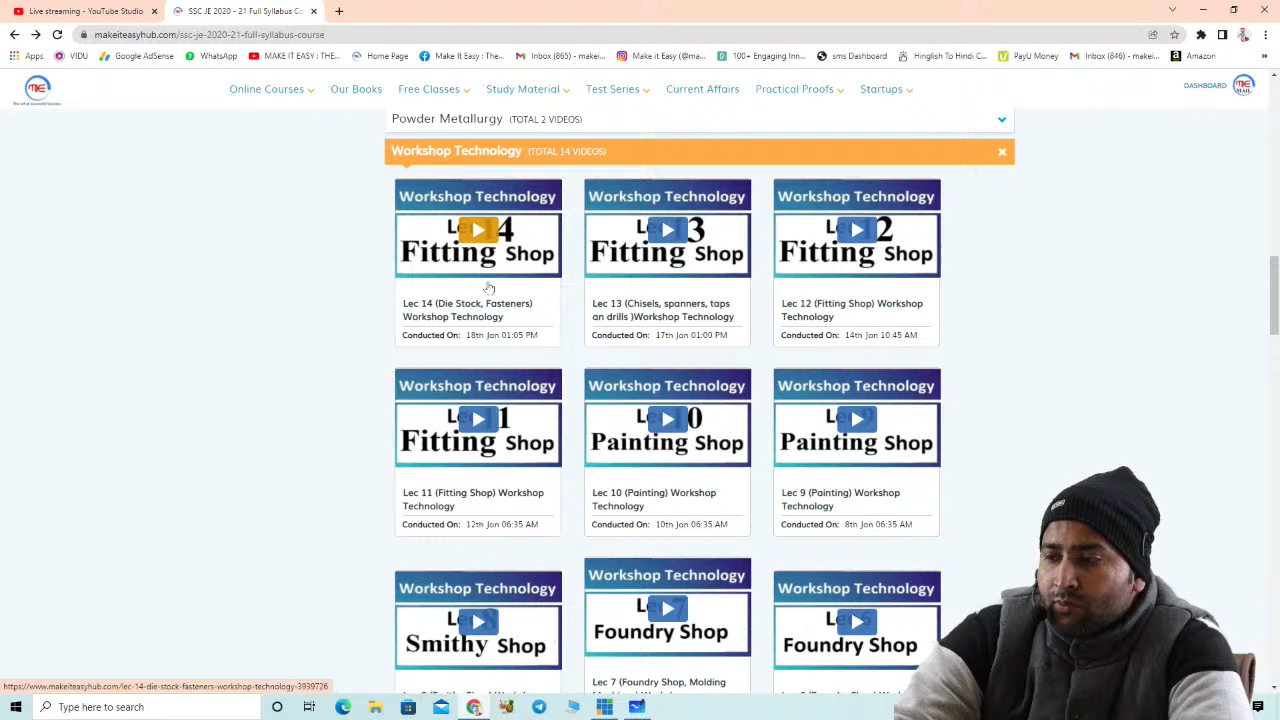 Live streaming - YouTube Studio
SSC JE - 2020 - 21 Full Syllabus Co
makeiteasyhub.com/ssc-je-2020-21-full-syllabus-course
Apps
VIDU
Google AdSense
WhatsApp
MAKE IT EASY : THE...
Home Page
Make It Easy : The...
Inbox (865) - makei...
Make it Easy (@ma...
100+ Engaging Yout...
sms Dashboard
Hinglish To Hindi C...
PayU Money
Inbox (846) - makei...
Amazon
Online Courses
Our Books
Free Classes
Study Material
Test Series
Current Affairs
Practical Proofs
Startups
DASHBOARD
Powder Metallurgy (TOTAL 2 VIDEOS)
Workshop Technology (TOTAL 14 VIDEOS)
Workshop Technology
Fitting Shop
Lec 14 (Die Stock, Fasteners) Workshop Technology
Conducted On: 18th Jan 01:05 PM
Workshop Technology
Fitting Shop
Lec 13 (Chisels, spanners, taps an drills )Workshop Technology
Conducted On: 17th Jan 01:00 PM
Workshop Technology
Fitting Shop
Lec 12 (Fitting Shop) Workshop Technology
Conducted On: 14th Jan 10:45 AM
Workshop Technology
Fitting Shop
Lec 11 (Fitting Shop) Workshop Technology
Conducted On: 12th Jan 06:35 AM
Workshop Technology
Painting Shop
Lec 10 (Painting) Workshop Technology
Conducted On: 10th Jan 06:35 AM
Workshop Technology
Painting Shop
Lec 9 (Painting) Workshop Technology
Conducted On: 8th Jan 06:35 AM
Workshop Technology
Smithy Shop
Workshop Technology
Foundry Shop
Lec 7 (Foundry Shop, Molding
Workshop Technology
Foundry Shop
https://www.makeiteasyhub.com/lec-14-die-stock-fasteners-workshop-technology-3939726
Type here to search